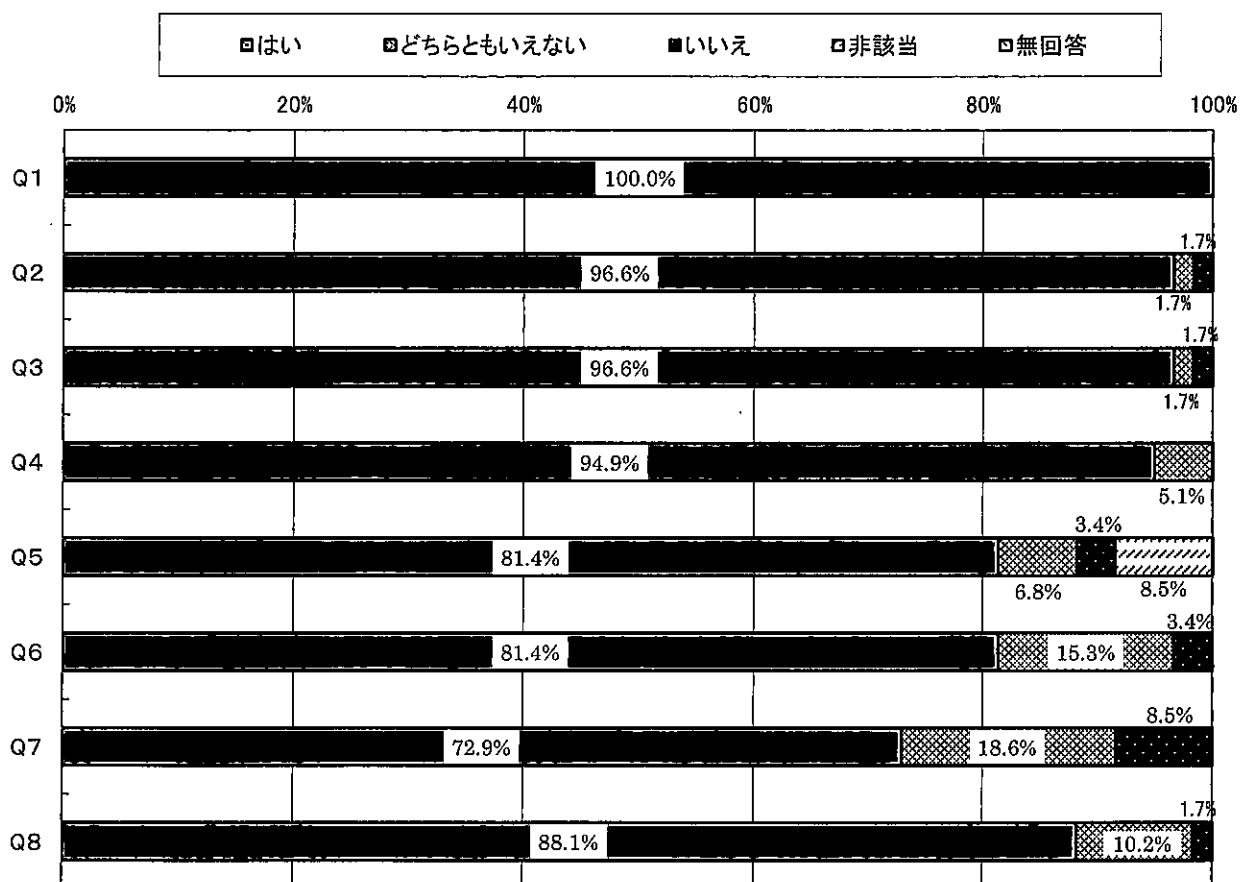 はい どちらともいえない いいえ 非該当 無回答
0% 20% 40% 60% 80% 100%
Q1 100.0%
1.7%
Q2 96.6%
1.7% 1.7%
Q3 96.6%
1.7%
Q4 94.9%
5.1%
3.4%
Q5 81.4%
6.8% 8.5%
3.4%
Q6 81.4% 15.3%
8.5%
Q7 72.9% 18.6%
1.7%
Q8 88.1% 10.2%